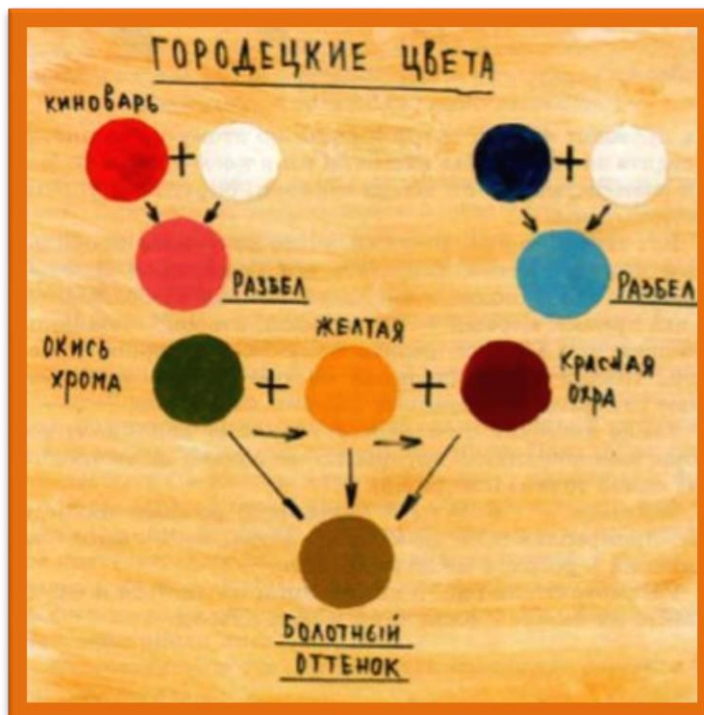 ГОРОДЕЦКИЕ ЦВЕТА
КИНОВАРЬ
РАЗБЕЛ
РАЗБЕЛ
ОКИСЬ
ХРОМА
ЖЕЛТАЯ
КРАСНАЯ
ОХРА
БОЛОТНЫЙ
ОТТЕНОК